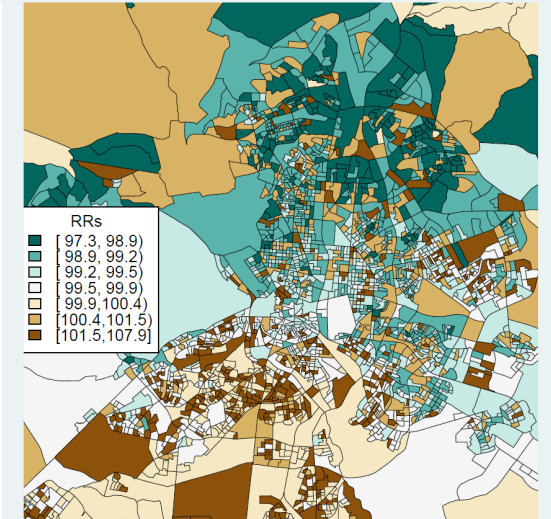 RRs
[ 97.3, 98.9)
[ 98.9, 99.2)
[ 99.2, 99.5)
[ 99.5, 99.9)
[ 99.9,100.4)
[100.4,101.5)
[101.5,107.9]